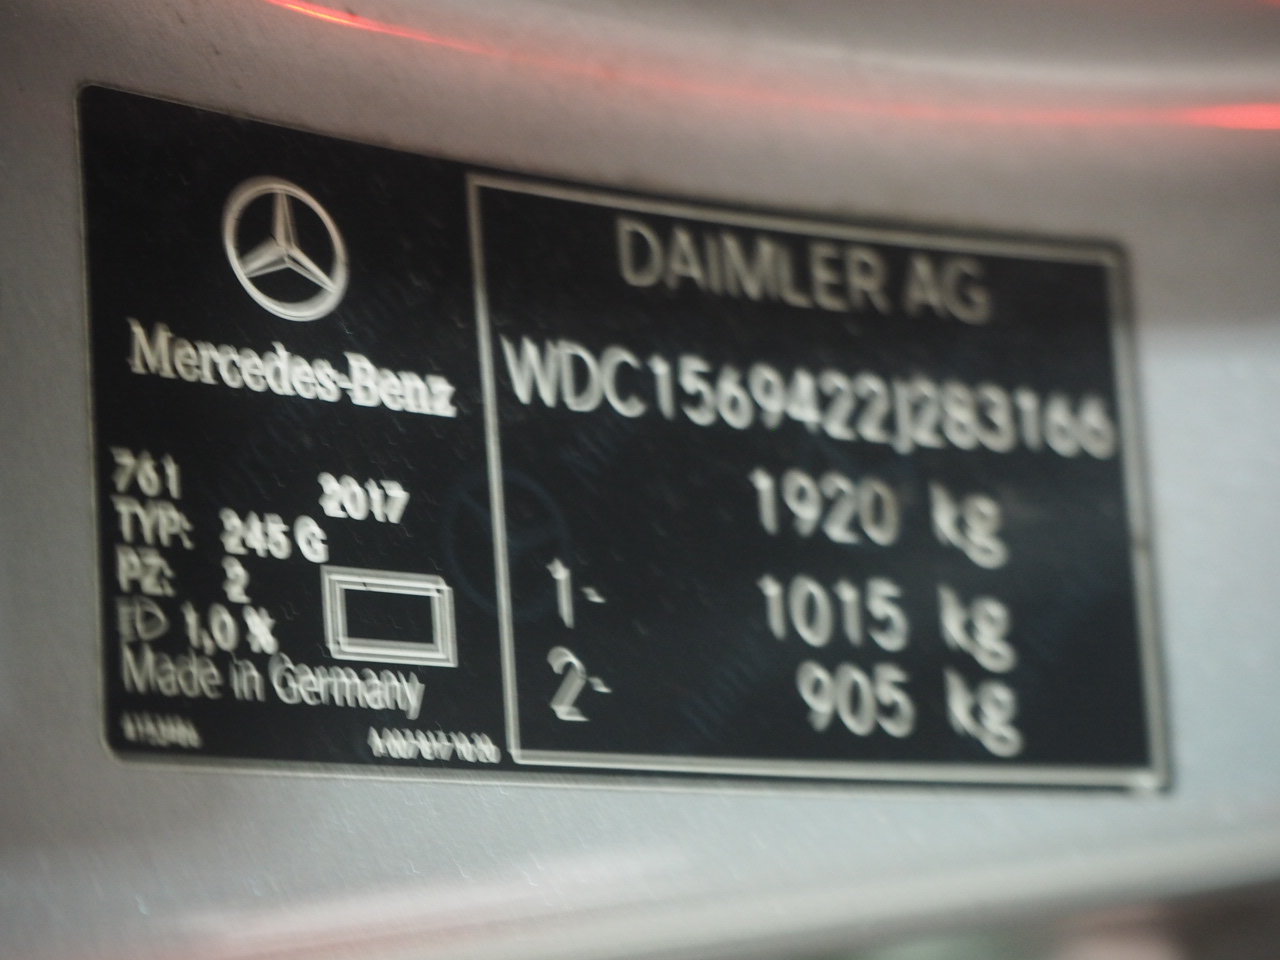 Mercedes-Benz
761
2017
TYP: 245 G
PZ: 2
1,0 %
Made in Germany
DAIMLER AG
WDC1569422J283166
1920 kg
1- 1015 kg
2- 905 kg